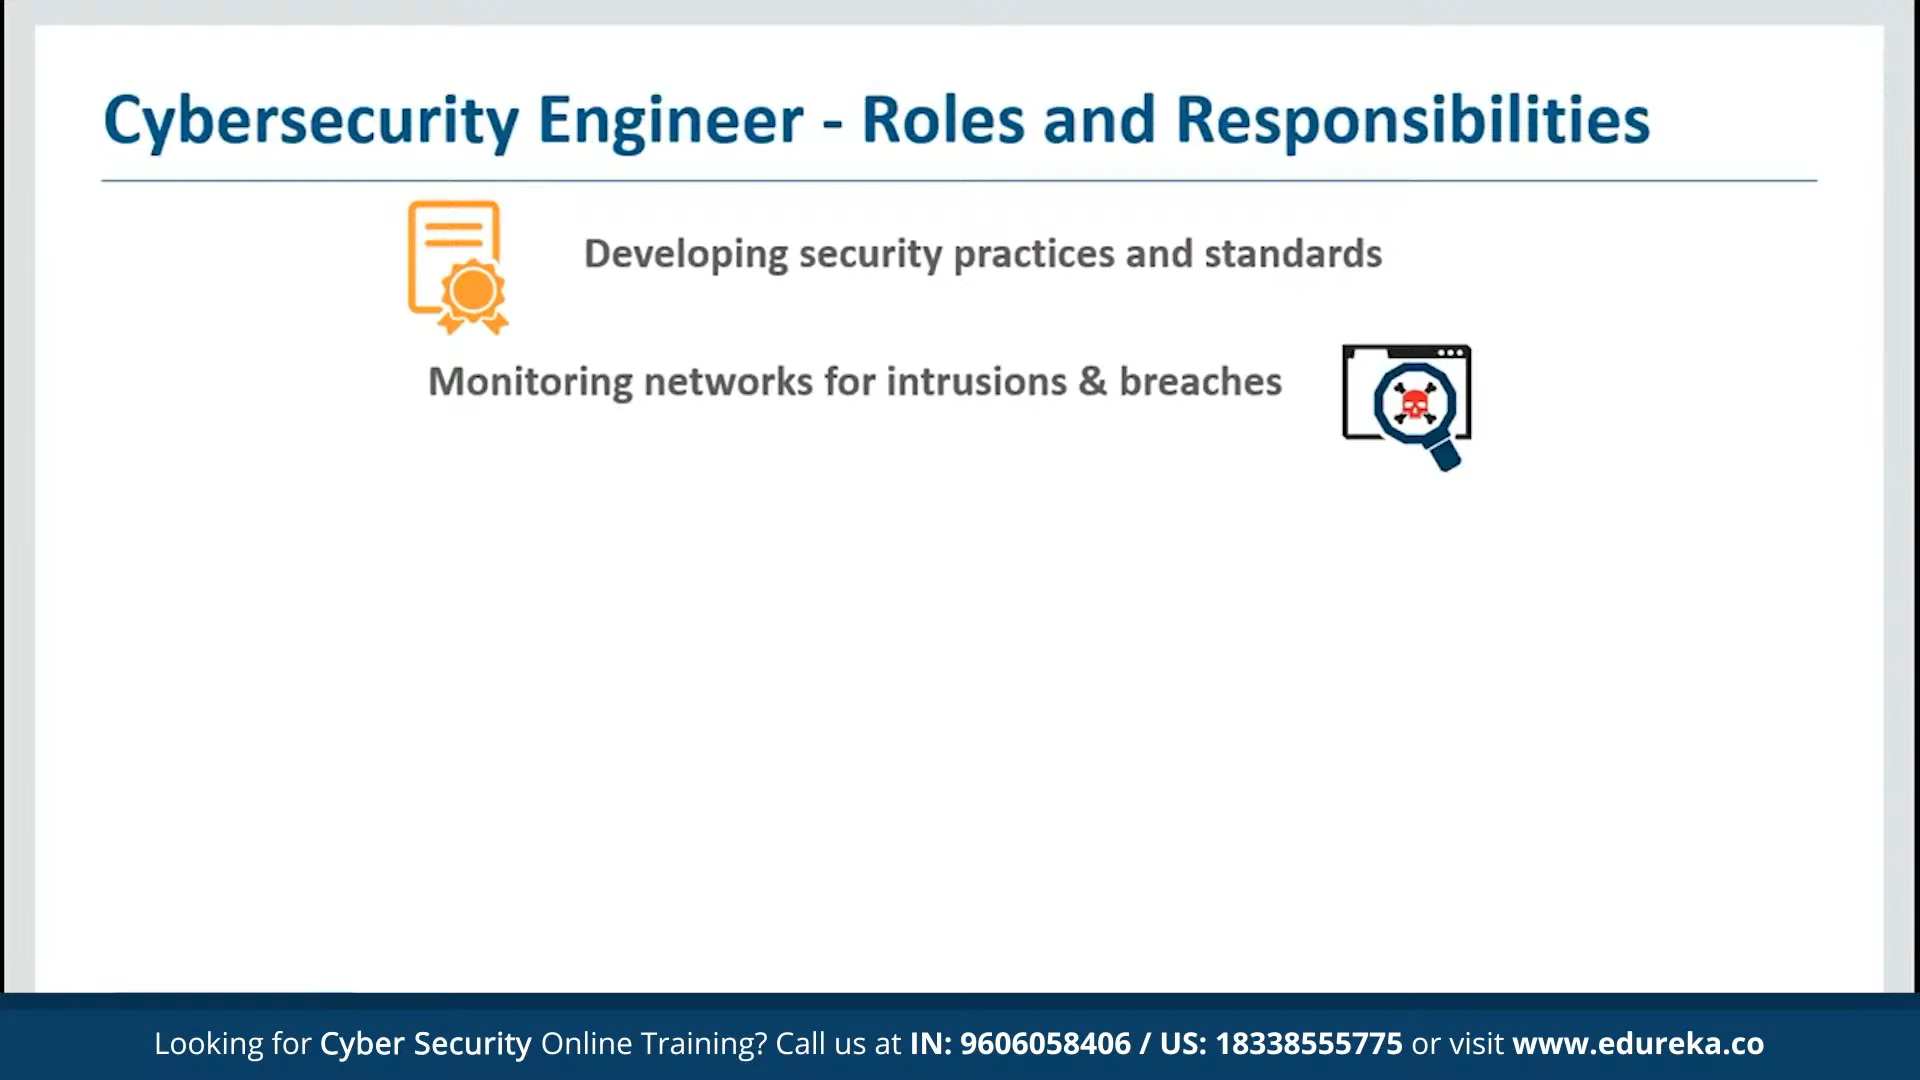 Cybersecurity Engineer - Roles and Responsibilities
Developing security practices and standards
Monitoring networks for intrusions & breaches
Looking for Cyber Security Online Training? Call us at IN: 9606058406 / US: 18338555775 or visit www.edureka.co